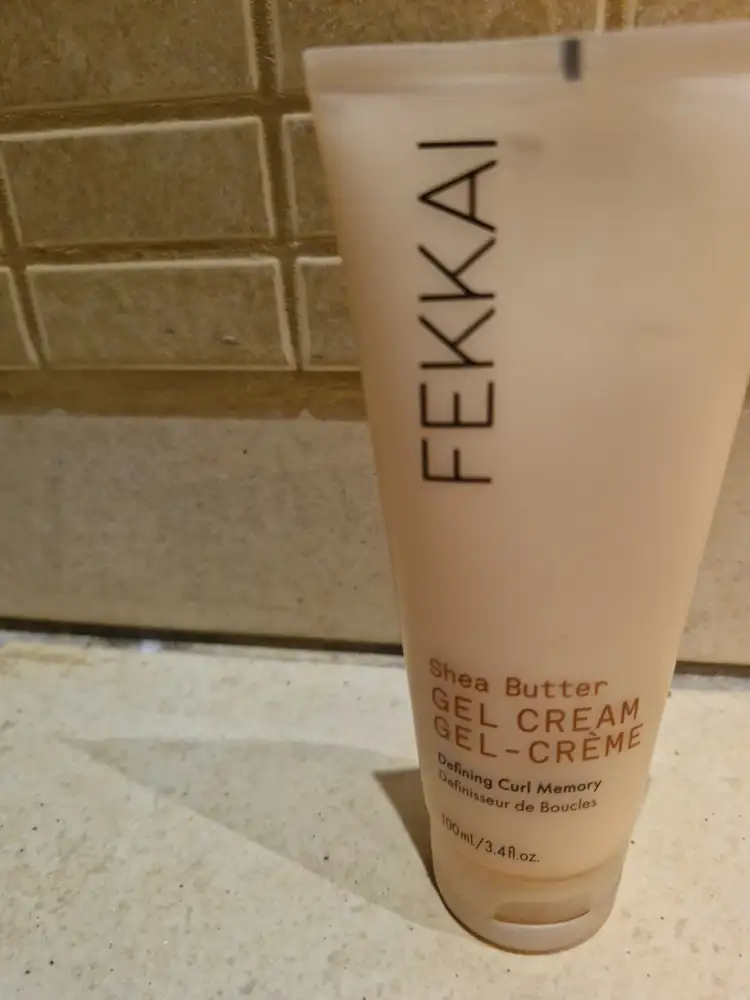 FEKKAI
Shea Butter
GEL CREAM
GEL-CRÈME
Defining Curl Memory
Définisseur de Boucles
100mL/3.4fl.oz.